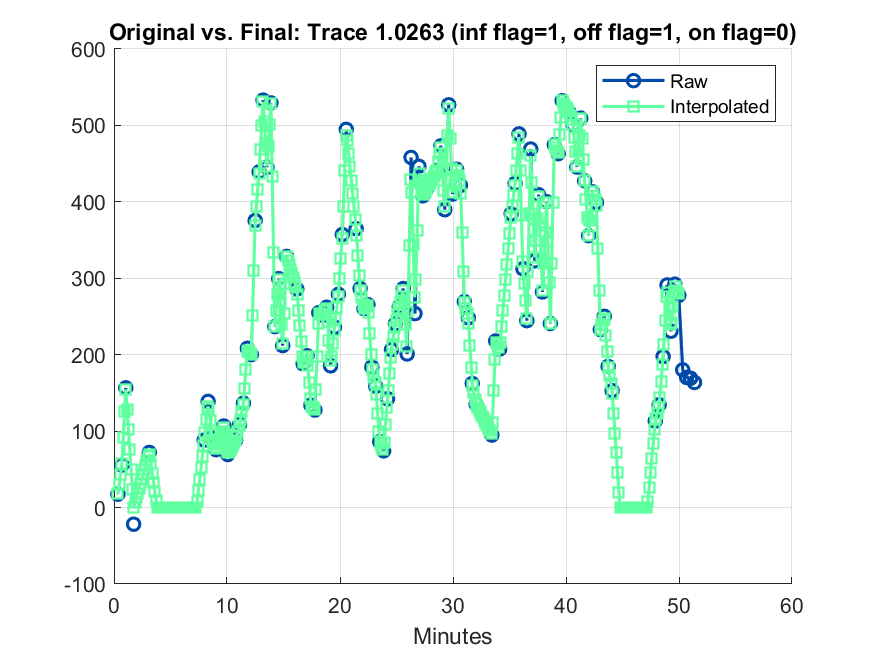 Original vs. Final: Trace 1.0263 (inf flag=1, off flag=1, on flag=0)
600
500
400
300
200
100
0
-100
Raw
Interpolated
0 10 20 30 40 50 60
Minutes